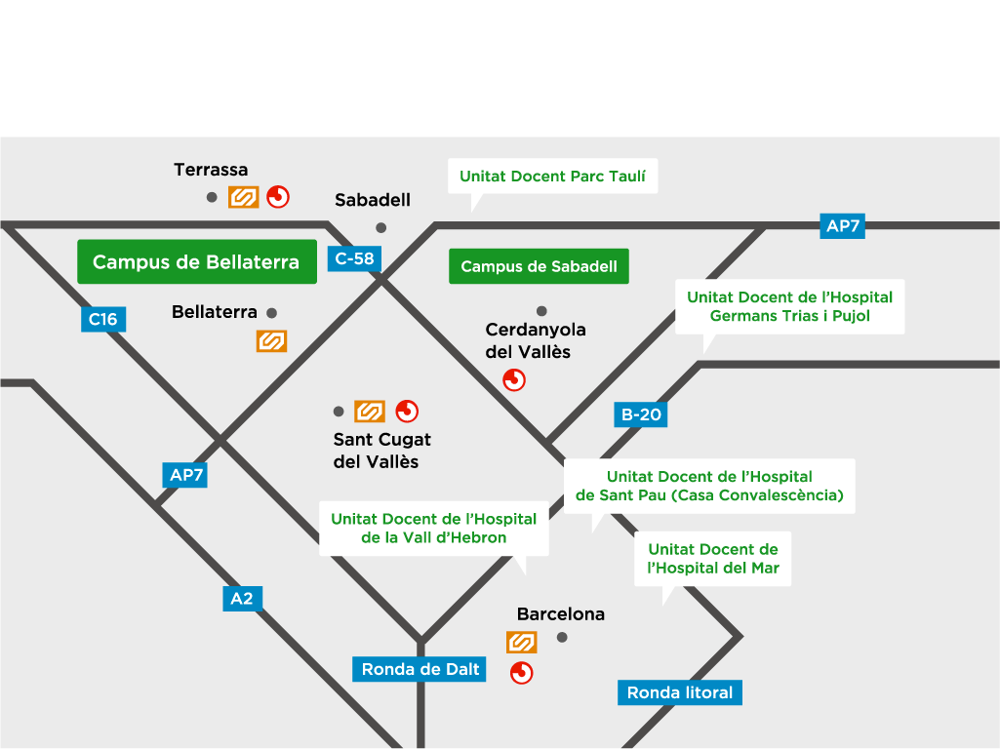 Terrassa
Unitat Docent Parc Taulí
Sabadell
AP7
C-58
Campus de Bellaterra
Campus de Sabadell
Unitat Docent de l’Hospital
Germans Trias i Pujol
C16
Bellaterra
Cerdanyola
del Vallès
B-20
Sant Cugat
del Vallès
AP7
Unitat Docent de l’Hospital
de Sant Pau (Casa Convalescència)
Unitat Docent de l’Hospital
de la Vall d’Hebron
Unitat Docent de
l’Hospital del Mar
A2
Barcelona
Ronda de Dalt
Ronda litoral